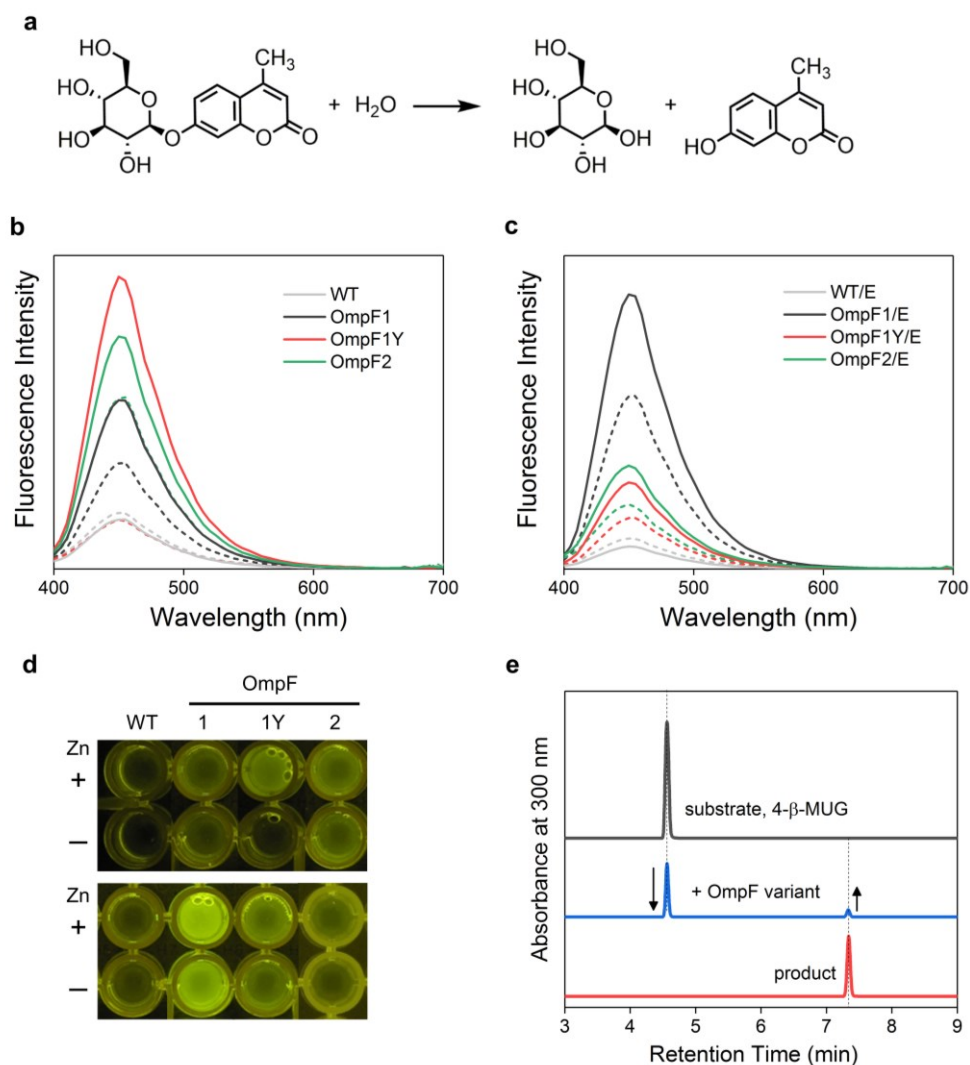 a
HO
HO
HO
OH
O
O
CH3
O
O
+ H2O
HO
HO
HO
OH
O
OH
+
CH3
HO
O
O
b
Fluorescence Intensity
WT
OmpF1
OmpF1Y
OmpF2
400
500
600
700
Wavelength (nm)
c
Fluorescence Intensity
WT/E
OmpF1/E
OmpF1Y/E
OmpF2/E
400
500
600
700
Wavelength (nm)
d
OmpF
WT 1 1Y 2
Zn
+
−
Zn
+
−
e
Absorbance at 300 nm
substrate, 4-β-MUG
+ OmpF variant
product
3 4 5 6 7 8 9
Retention Time (min)